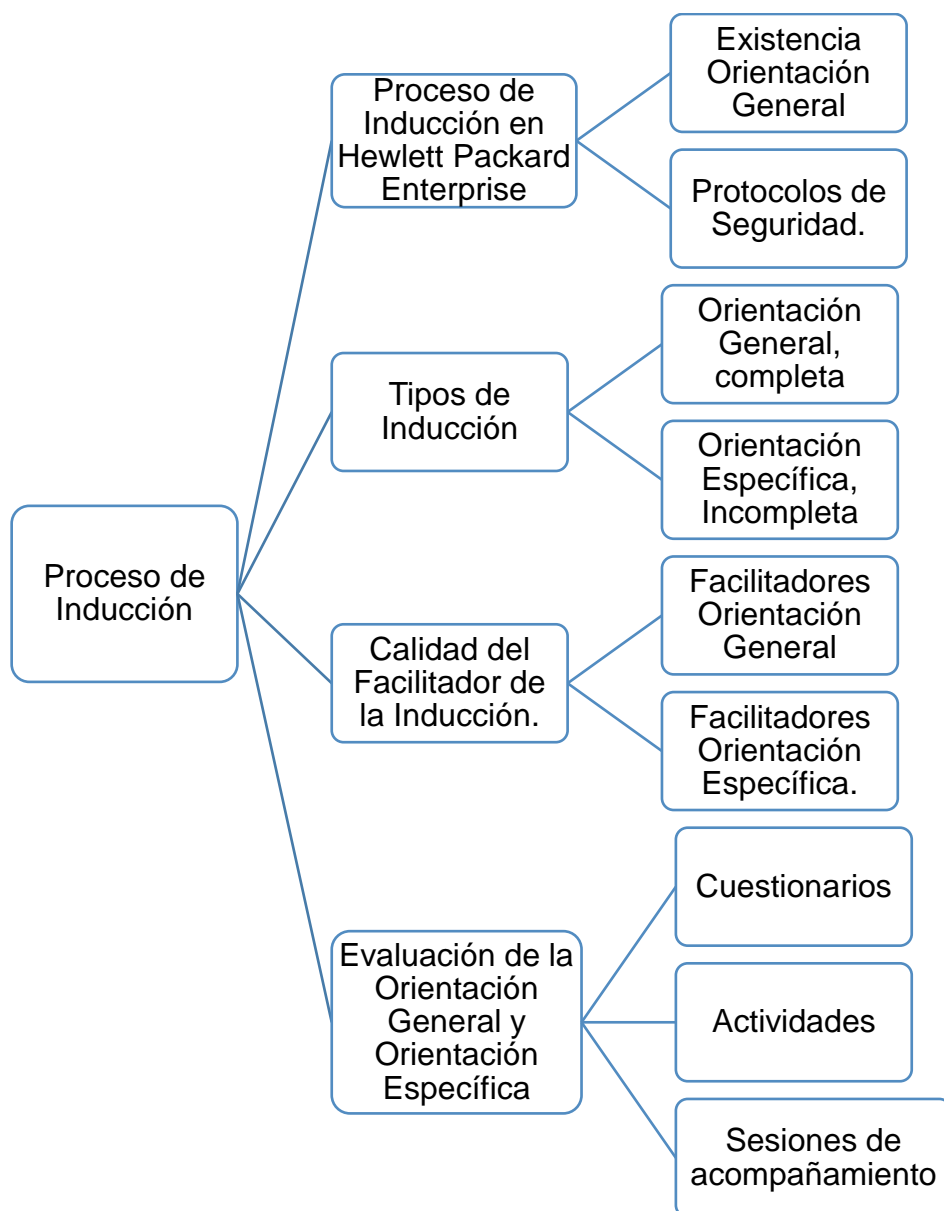 Proceso de
Inducción
Proceso de
Inducción en
Hewlett Packard
Enterprise
Existencia
Orientación
General
Protocolos de
Seguridad.
Tipos de
Inducción
Orientación
General,
completa
Orientación
Específica,
Incompleta
Calidad del
Facilitador de
la Inducción.
Facilitadores
Orientación
General
Facilitadores
Orientación
Específica.
Evaluación de la
Orientación
General y
Orientación
Específica
Cuestionarios
Actividades
Sesiones de
acompañamiento